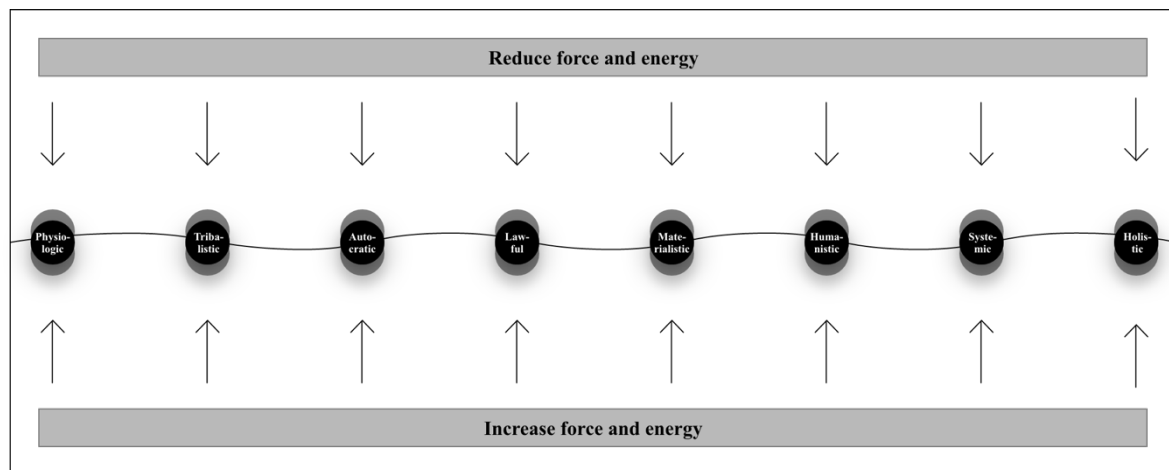 Reduce force and energy
Physio-
logic
Triba-
listic
Auto-
cratic
Law-
ful
Mate-
rialistic
Huma-
nistic
Syste-
mic
Holis-
tic
Increase force and energy